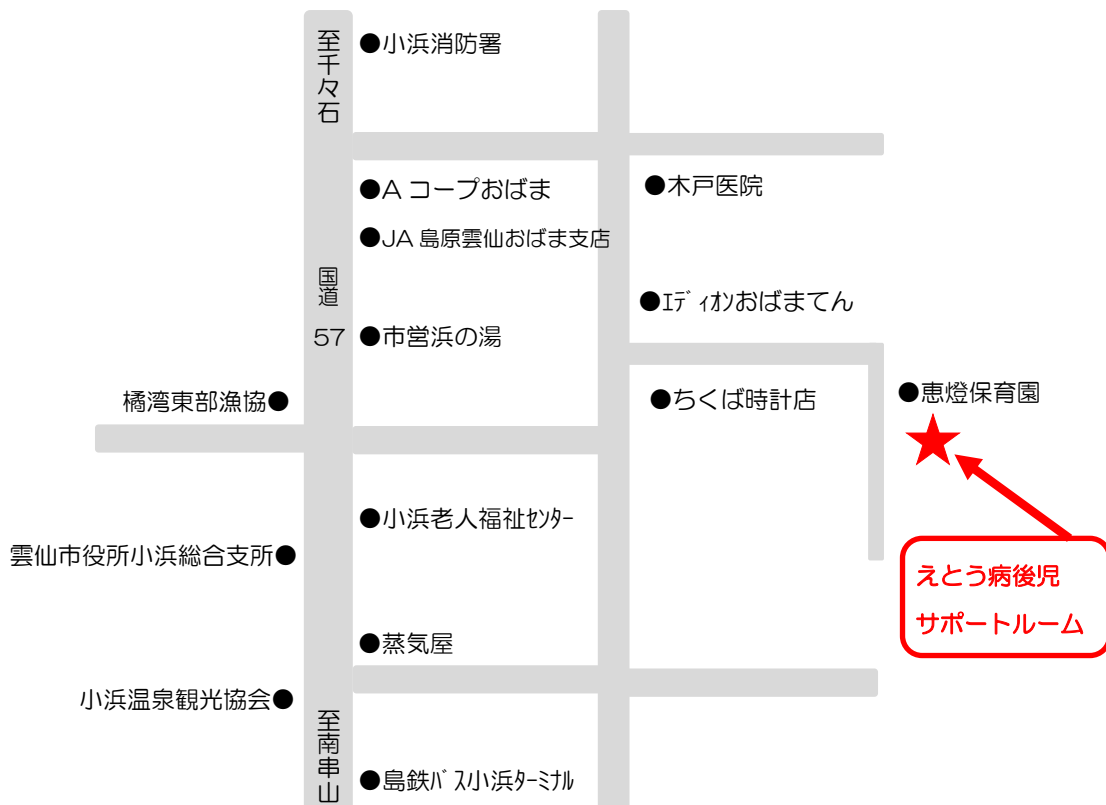 至千々石
●小浜消防署
●A コープおばま
●木戸医院
●JA 島原雲仙おばま支店
国道
57
●エディオンおばまてん
●市営浜の湯
橘湾東部漁協●
●ちくば時計店
●恵燈保育園
●小浜老人福祉センター
雲仙市役所小浜総合支所●
えとう病後児
サポートルーム
●蒸気屋
小浜温泉観光協会●
至南串山
●島鉄バス小浜ターミナル